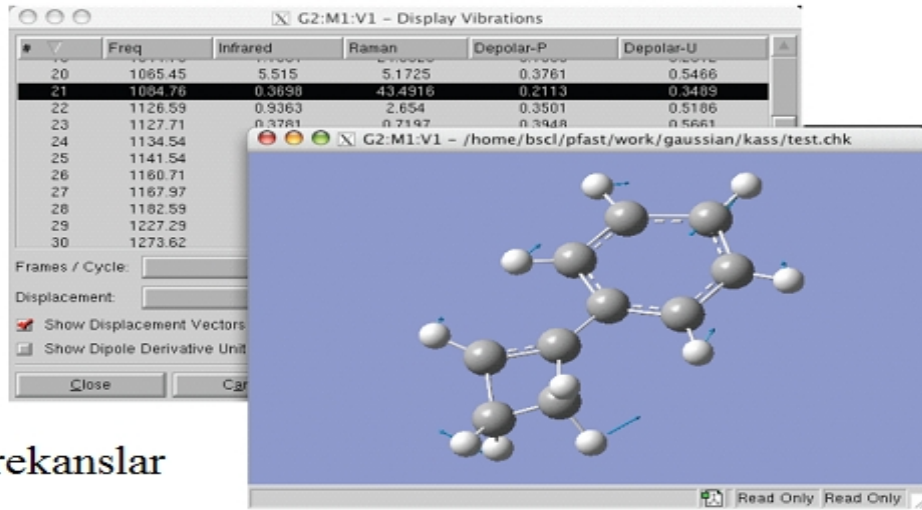 G2:M1:V1 – Display Vibrations
# Freq Infrared Raman Depolar-P Depolar-U
20 1065.45 5.515 5.1725 0.3761 0.5466
21 1084.76 0.3698 43.4916 0.2113 0.3489
22 1126.59 0.9363 2.654 0.3501 0.5186
23 1127.71 0.3781 0.7197 0.3948 0.5661
24 1134.54
25 1141.54
26 1160.71
27 1167.97
28 1182.59
29 1227.29
30 1273.62
Frames / Cycle:
Displacement:
Show Displacement Vectors
Show Dipole Derivative Unit
Close
G2:M1:V1 – /home/bscl/pfast/work/gaussian/kass/test.chk
Read Only Read Only
rekanslar